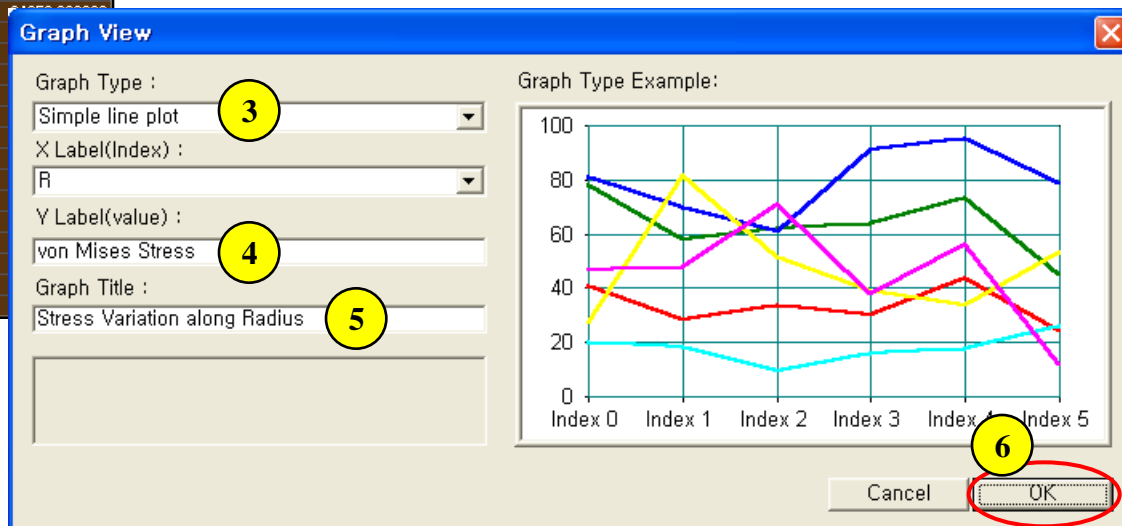 Graph View
Graph Type :
Simple line plot
3
X Label(Index) :
R
Y Label(value) :
von Mises Stress
4
Graph Title :
Stress Variation along Radius
5
Graph Type Example:
100
80
60
40
20
0
Index 0 Index 1 Index 2 Index 3 Index 4 Index 5
6
Cancel OK